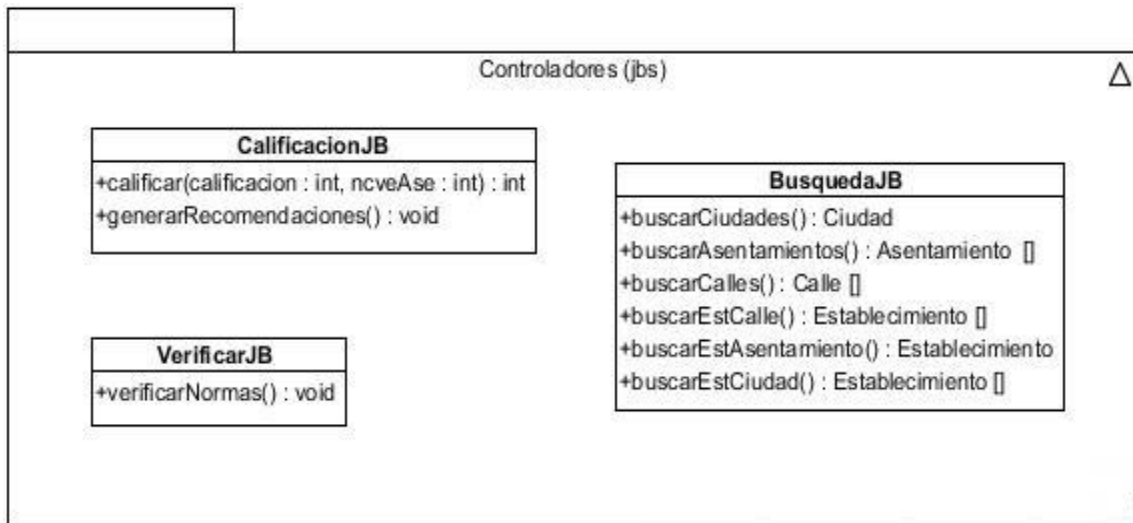 Controladores (jbs)
CalificacionJB
+calificar(calificacion : int, ncveAse : int) : int
+generarRecomendaciones() : void
BusquedaJB
+buscarCiudades() : Ciudad
+buscarAsentamientos() : Asentamiento []
+buscarCalles() : Calle []
+buscarEstCalle() : Establecimiento []
+buscarEstAsentamiento() : Establecimiento
+buscarEstCiudad() : Establecimiento []
VerificarJB
+verificarNormas() : void